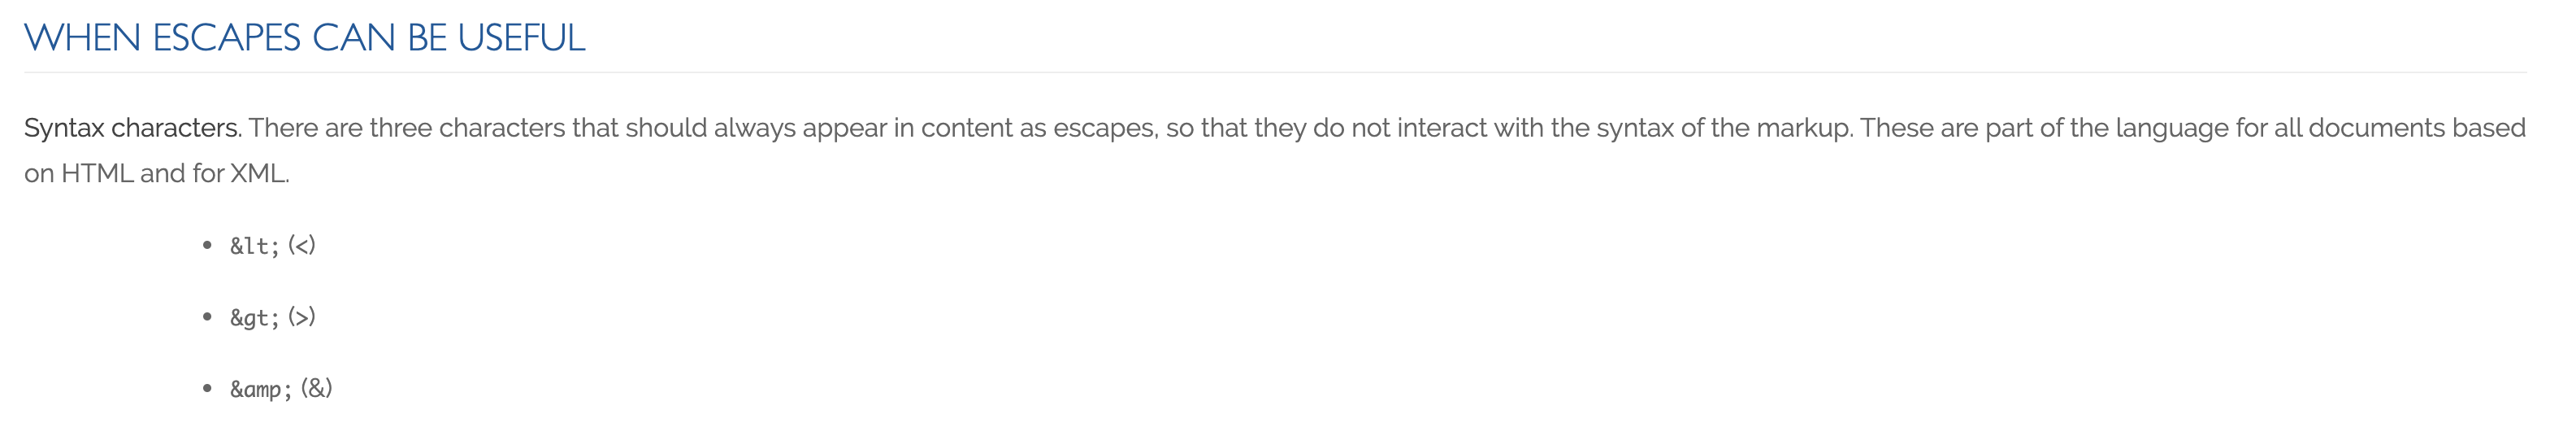 WHEN ESCAPES CAN BE USEFUL
Syntax characters. There are three characters that should always appear in content as escapes, so that they do not interact with the syntax of the markup. These are part of the language for all documents based
on HTML and for XML.
• &lt; (<)
• &gt; (>)
• &amp; (&)